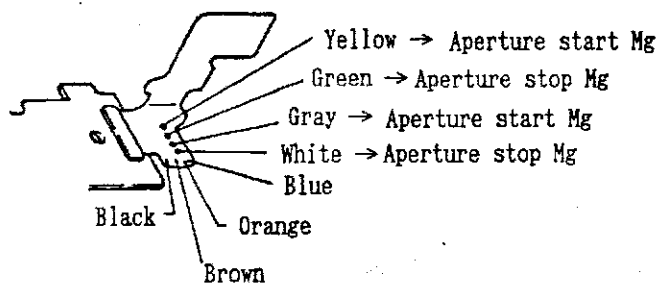 Yellow → Aperture start Mg
Green → Aperture stop Mg
Gray → Aperture start Mg
White → Aperture stop Mg
Blue
Black
Orange
Brown